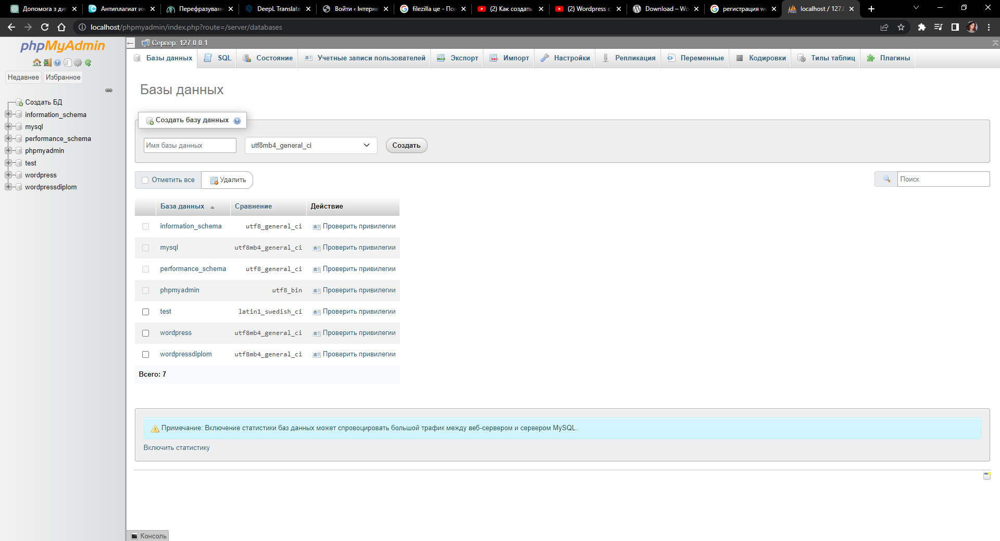 Допомога з дип
Антиплагиат ин
Перефразуванн
DeepL Translate
Войти ‹ Інтерне
filezilla це - Пош
(2) Как создать
(2) Wordpress с
Download – Wo
регистрация wo
localhost / 127.0
localhost/phpmyadmin/index.php?route=/server/databases
phpMyAdmin
Недавнее
Избранное
Создать БД
information_schema
mysql
performance_schema
phpmyadmin
test
wordpress
wordpressdiplom
Сервер: 127.0.0.1
Базы данных
SQL
Состояние
Учетные записи пользователей
Экспорт
Импорт
Настройки
Репликация
Переменные
Кодировки
Типы таблиц
Плагины
Базы данных
Создать базу данных
Имя базы данных
utf8mb4_general_ci
Создать
Отметить все
Удалить
Поиск
База данных Сравнение Действие
information_schema utf8_general_ci Проверить привилегии
mysql utf8mb4_general_ci Проверить привилегии
performance_schema utf8_general_ci Проверить привилегии
phpmyadmin utf8_bin Проверить привилегии
test latin1_swedish_ci Проверить привилегии
wordpress utf8mb4_general_ci Проверить привилегии
wordpressdiplom utf8mb4_general_ci Проверить привилегии
Всего: 7
Примечание: Включение статистики баз данных может спровоцировать большой трафик между веб-сервером и сервером MySQL.
Включить статистику
Консоль